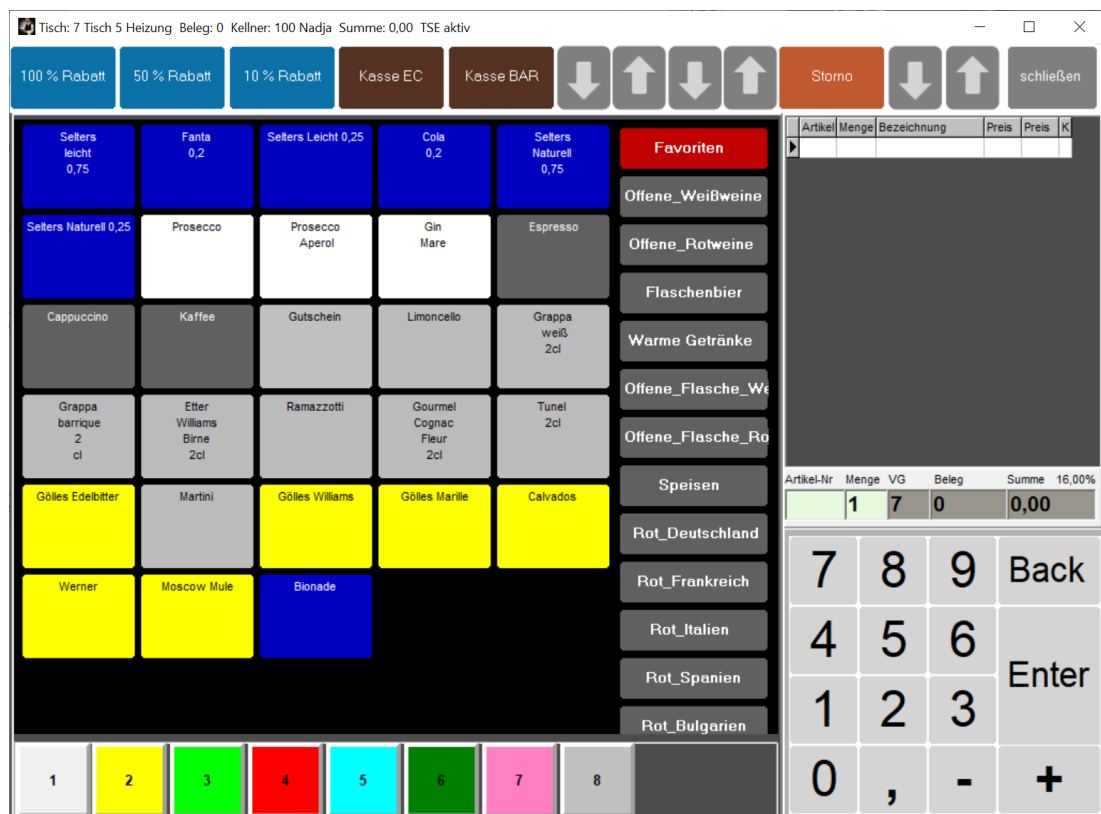 Tisch: 7 Tisch 5 Heizung Beleg: 0 Kellner: 100 Nadja Summe: 0,00 TSE aktiv
100 % Rabatt
50 % Rabatt
10 % Rabatt
Kasse EC
Kasse BAR
Storno
schließen
Selters
leicht
0,75
Fanta
0,2
Selters Leicht 0,25
Cola
0,2
Selters
Naturell
0,75
Selters Naturell 0,25
Prosecco
Prosecco
Aperol
Gin
Mare
Espresso
Cappuccino
Kaffee
Gutschein
Limoncello
Grappa
weiß
2cl
Grappa
barrique
2
cl
Etter
Williams
Birne
2cl
Ramazzotti
Gourmel
Cognac
Fleur
2cl
Tunel
2cl
Gölles Edelbitter
Martini
Gölles Williams
Gölles Marille
Calvados
Werner
Moscow Mule
Bionade
Favoriten
Offene_Weißweine
Offene_Rotweine
Flaschenbier
Warme Getränke
Offene_Flasche_We
Offene_Flasche_Ro
Speisen
Rot_Deutschland
Rot_Frankreich
Rot_Italien
Rot_Spanien
Rot_Bulgarien
1 2 3 4 5 6 7 8
Artikel Menge Bezeichnung Preis Preis K
Artikel-Nr Menge VG Beleg Summe 16,00%
1 7 0 0,00
7 8 9 Back
4 5 6
Enter
1 2 3
0 , - +